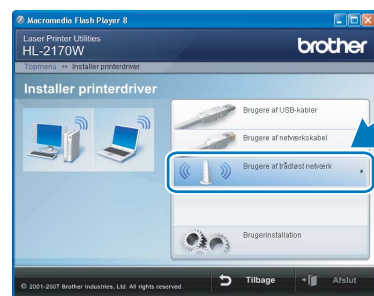 Macromedia Flash Player 8
Laser Printer Utilities
HL-2170W
brother
Topmenu >> Installer printerdriver
Installer printerdriver
Brugere af USB-kabler
Brugere af netværkskabel
Brugere af trådløst netværk
Brugerinstallation
© 2001-2007 Brother Industries, Ltd. All rights reserved.
Tilbage
Afslut